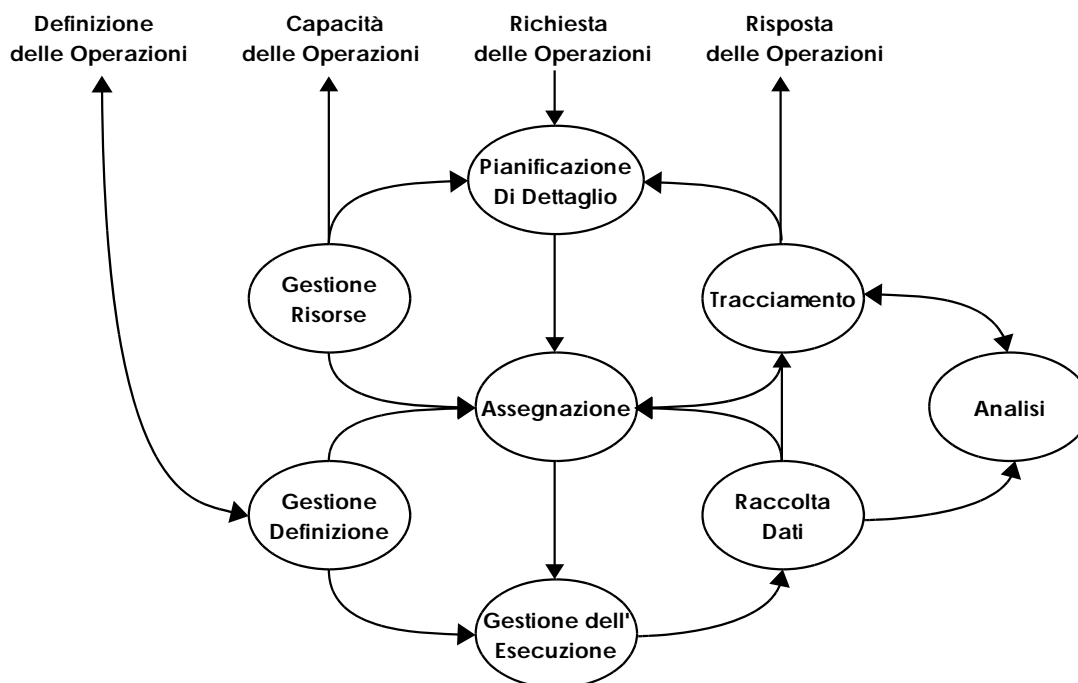 Definizione
delle Operazioni
Capacità
delle Operazioni
Richiesta
delle Operazioni
Risposta
delle Operazioni
Pianificazione
Di Dettaglio
Gestione
Risorse
Tracciamento
Assegnazione
Analisi
Gestione
Definizione
Raccolta
Dati
Gestione dell'
Esecuzione